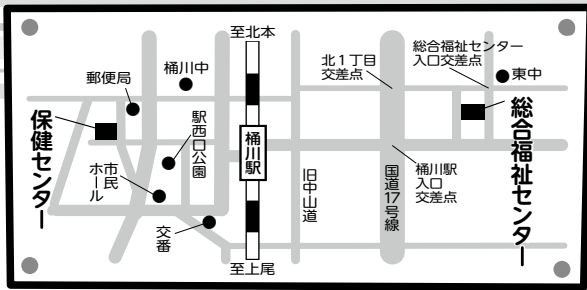 至北本
桶川中
郵便局
保健センター
駅西口公園
市民
ホール
交番
桶川駅
至上尾
旧中山道
北1丁目
交差点
国道17号線
総合福祉センター
入口交差点
東中
総合福祉センター
桶川駅
入口
交差点